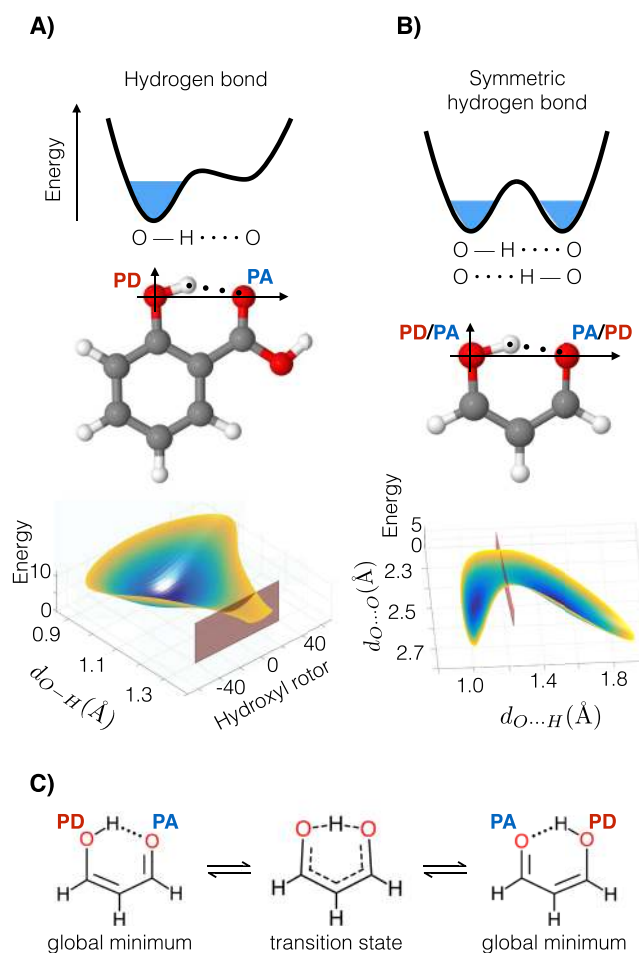 A)
Hydrogen bond
Energy
O — H · · · · O
PD
PA
Energy
10
0
0.9
1.1
1.3
d_{O−H}(Å)
-40
0
40
Hydroxyl rotor
B)
Symmetric
hydrogen bond
O — H · · · · O
O · · · · H — O
PD/PA
PA/PD
Energy
5
0
2.3
2.5
2.7
d_{O···O}(Å)
1.0
1.4
1.8
d_{O···H}(Å)
C)
PD
H
PA
O
O
H
H
H
global minimum
O
H
O
H
H
H
transition state
PA
H
PD
O
O
H
H
H
global minimum